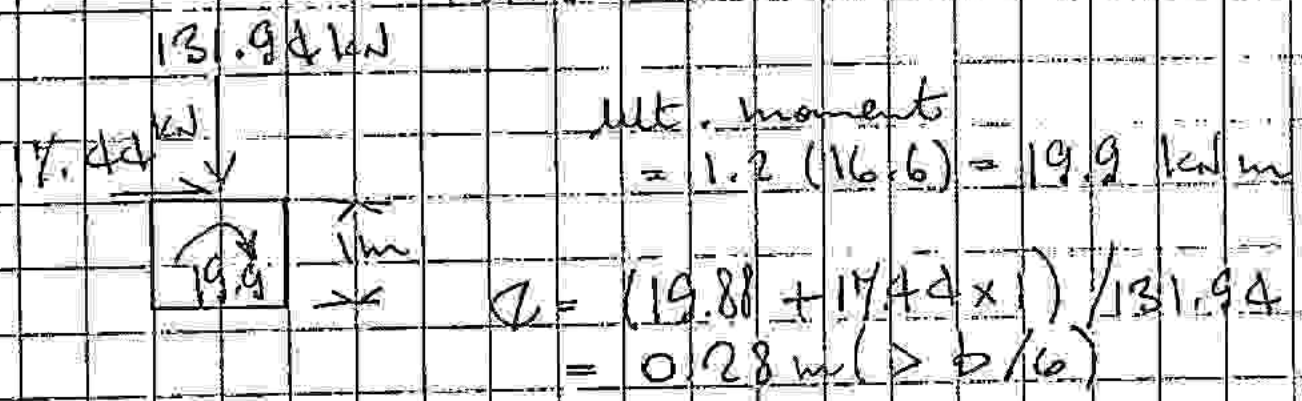 131.94 kN
17.44 kN
Ult. moment
= 1.2 (16.6) = 19.9 kNm
1m
19.9
e = (19.88 + 17.44 x 1) / 131.94
= 0.28 m ( > b/6)